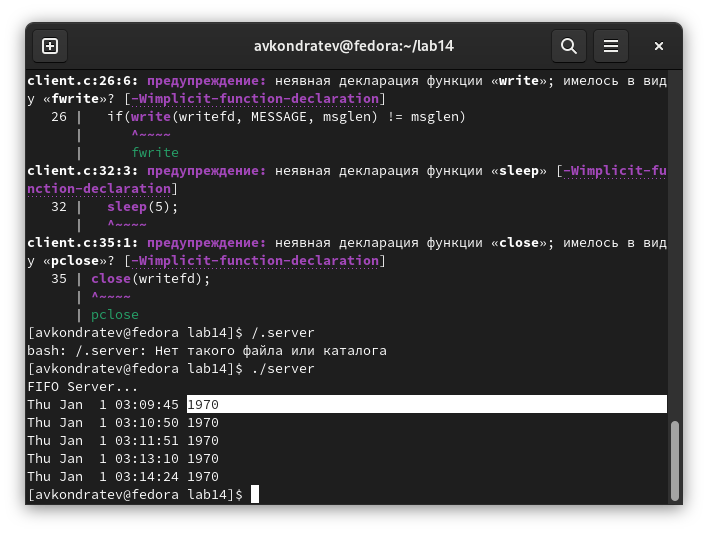 avkondratev@fedora:~/lab14
client.c:26:6: предупреждение: неявная декларация функции «write»; имелось в вид
у «fwrite»? [-Wimplicit-function-declaration]
   26 |   if(write(writefd, MESSAGE, msglen) != msglen)
      |      ^~~~~
      |      fwrite
client.c:32:3: предупреждение: неявная декларация функции «sleep» [-Wimplicit-fu
nction-declaration]
   32 |   sleep(5);
      |   ^~~~~
client.c:35:1: предупреждение: неявная декларация функции «close»; имелось в вид
у «pclose»? [-Wimplicit-function-declaration]
   35 | close(writefd);
      | ^~~~~
      | pclose
[avkondratev@fedora lab14]$ /.server
bash: /.server: Нет такого файла или каталога
[avkondratev@fedora lab14]$ ./server
FIFO Server...
Thu Jan  1 03:09:45 1970
Thu Jan  1 03:10:50 1970
Thu Jan  1 03:11:51 1970
Thu Jan  1 03:13:10 1970
Thu Jan  1 03:14:24 1970
[avkondratev@fedora lab14]$